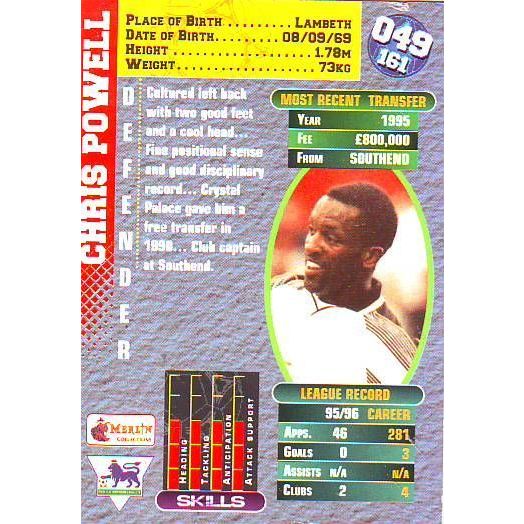 PLACE OF BIRTH ......... LAMBETH
DATE OF BIRTH........ 08/09/69
HEIGHT .................. 1.78M
WEIGHT................... 73KG
049
161
CHRIS POWELL
DEFENDER
Cultured left back
with two good feet
and a cool head...
Fine positional sense
and good disciplinary
record... Crystal
Palace gave him a
free transfer in
1990... Club captain
at Southend.
MOST RECENT TRANSFER
YEAR 1995
FEE £800,000
FROM SOUTHEND
HEADING
TACKLING
ANTICIPATION
ATTACK SUPPORT
SKILLS
MERLIN
COLLECTIONS
LEAGUE RECORD
95/96 CAREER
APPS. 46 281
GOALS 0 3
ASSISTS N/A N/A
CLUBS 2 4